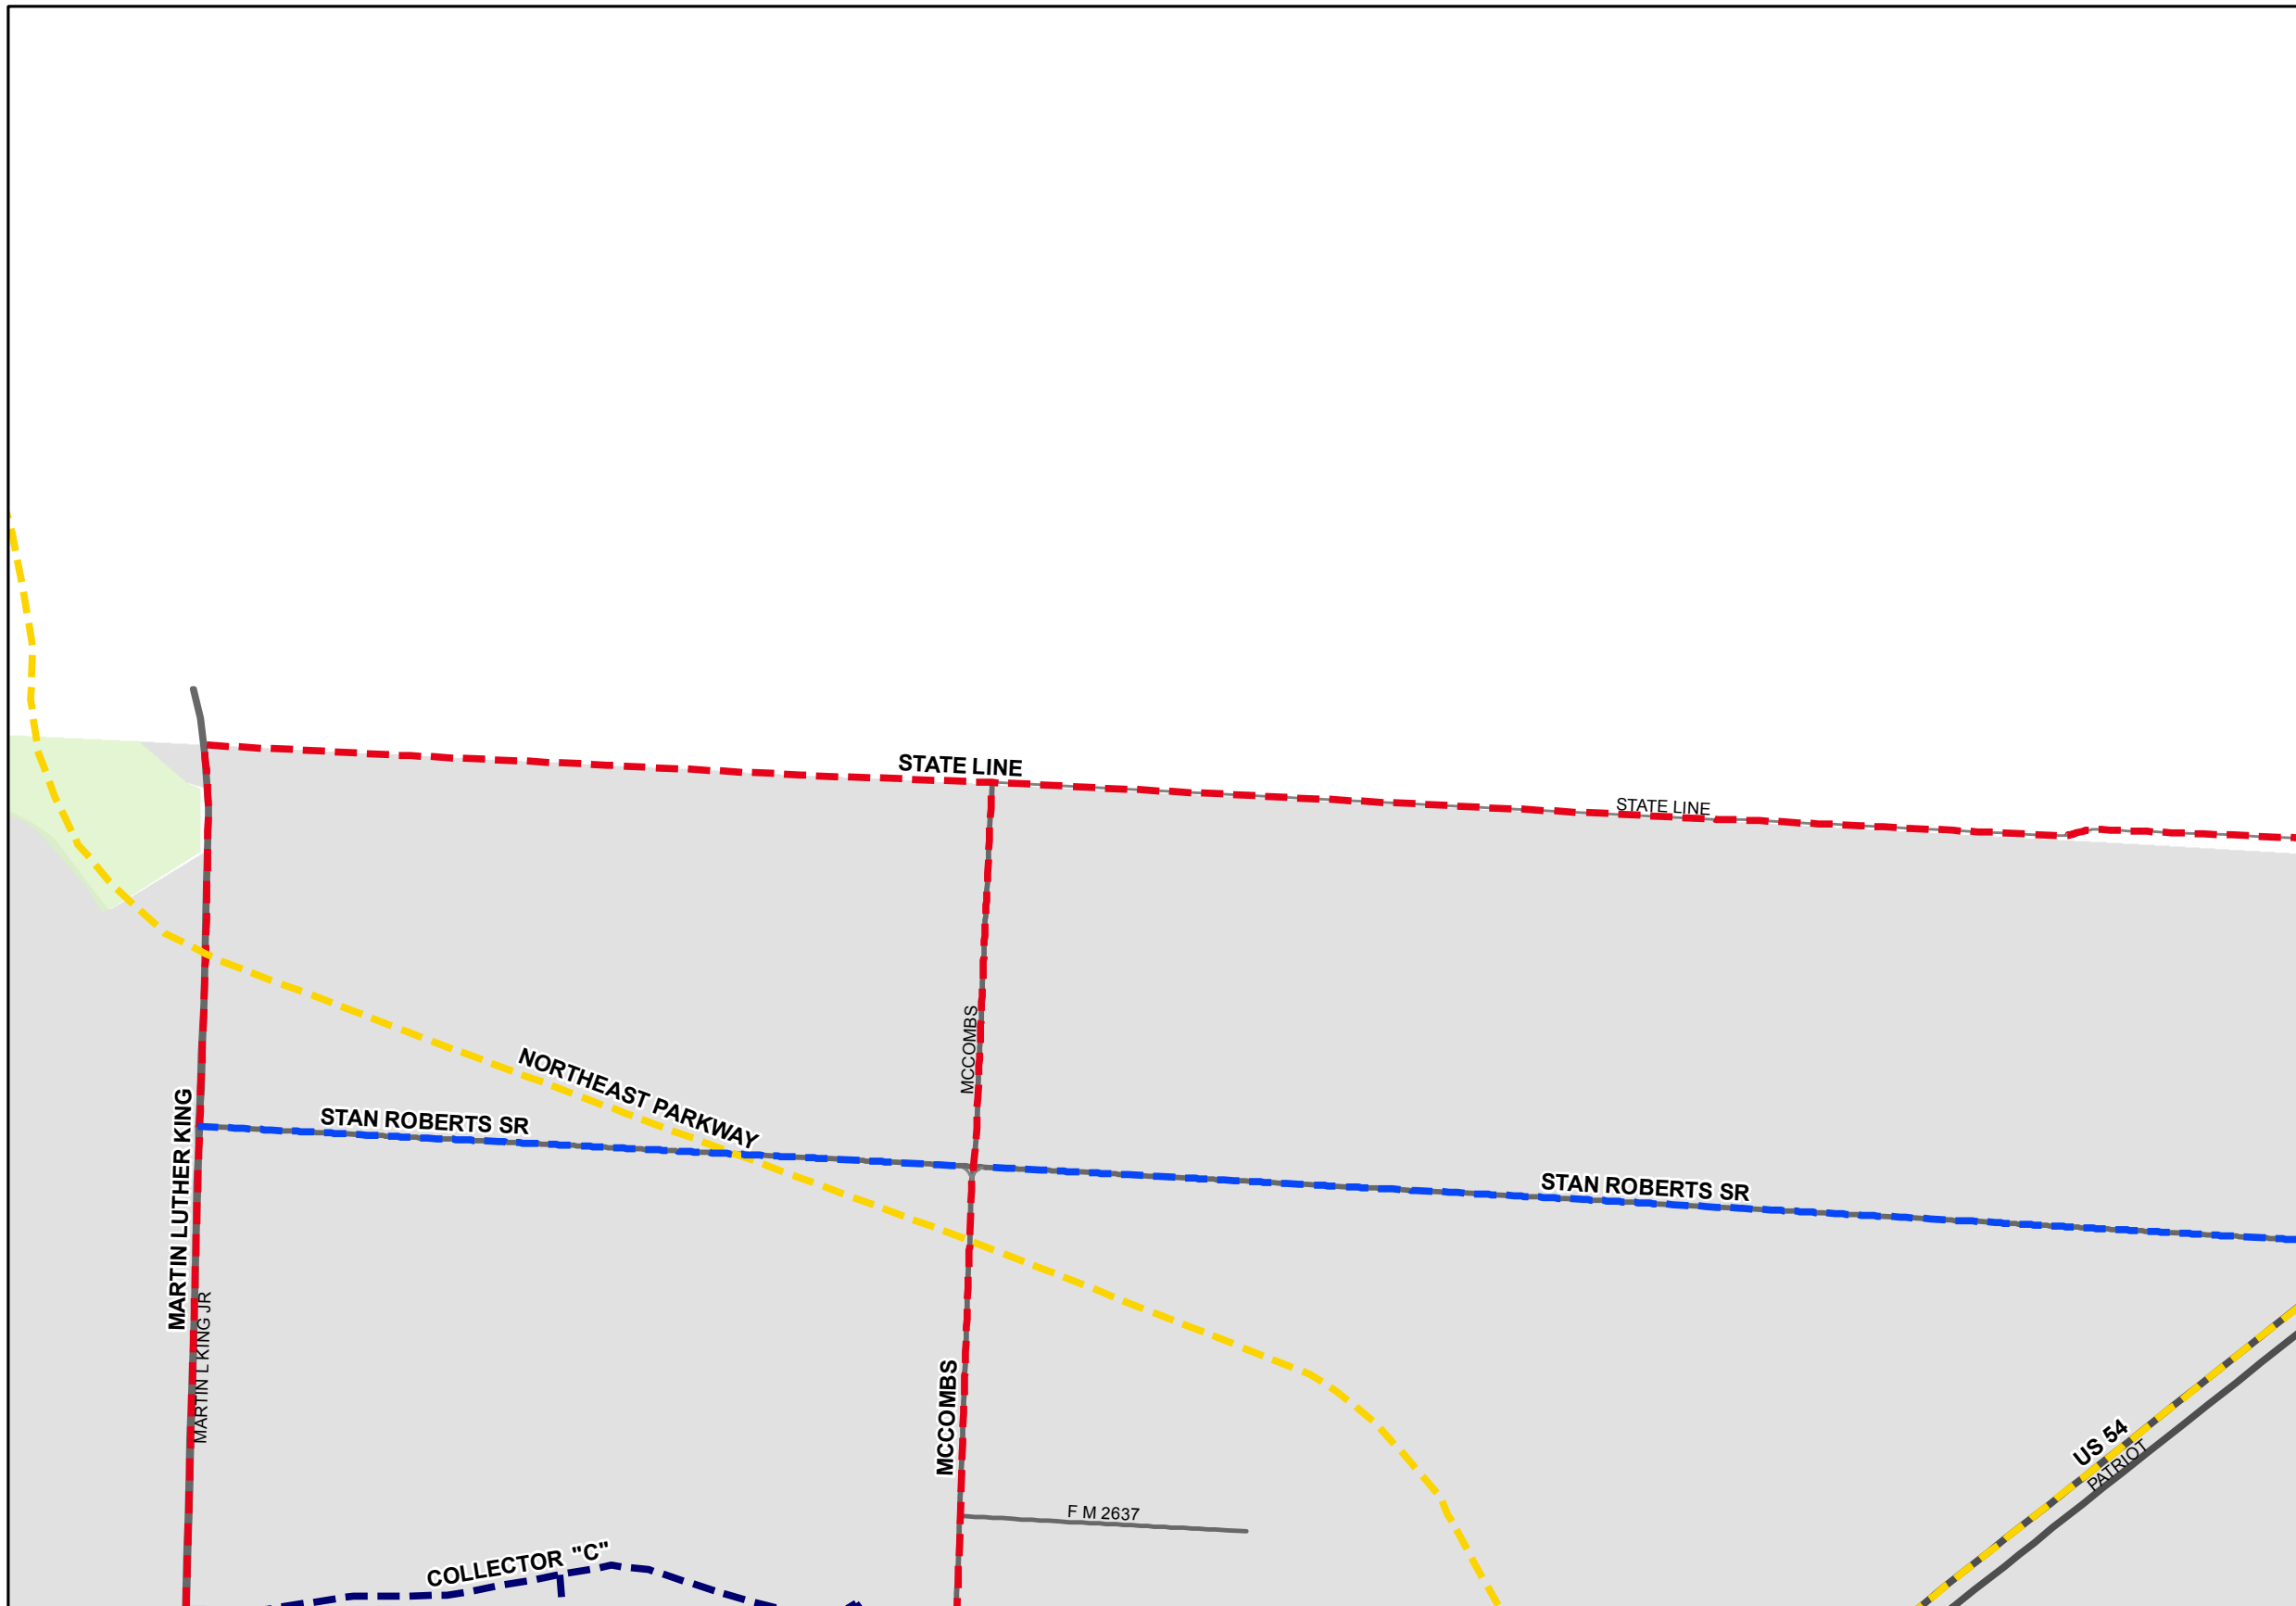 STATE LINE
STATE LINE
MCCOMBS
NORTHEAST PARKWAY
STAN ROBERTS SR
MARTIN LUTHER KING
STAN ROBERTS SR
MARTIN L KING JR
MCCOMBS
US 54
PATRIOT
F M 2637
COLLECTOR "C"